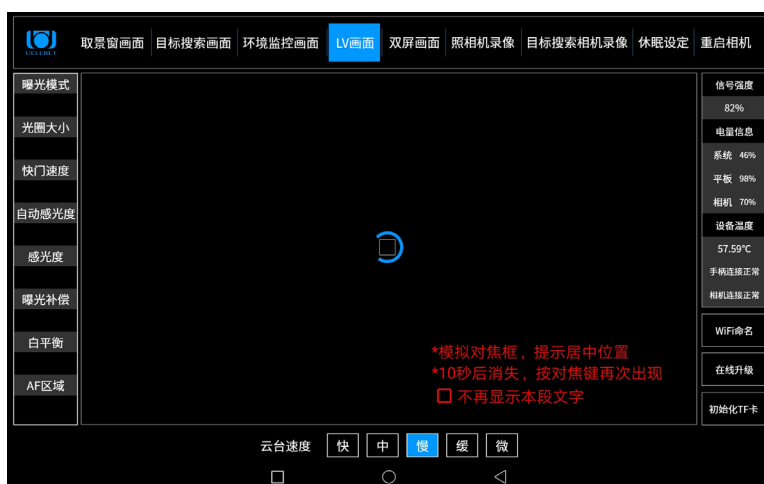 UELEBET
取景窗画面 目标搜索画面 环境监控画面 LV画面 双屏画面 照相机录像 目标搜索相机录像 休眠设定 重启相机
曝光模式
光圈大小
快门速度
自动感光度
感光度
曝光补偿
白平衡
AF区域
*模拟对焦框，提示居中位置
*10秒后消失，按对焦键再次出现
不再显示本段文字
信号强度
82%
电量信息
系统 46%
平板 98%
相机 70%
设备温度
57.59℃
手柄连接正常
相机连接正常
WiFi命名
在线升级
初始化TF卡
云台速度 快 中 慢 缓 微